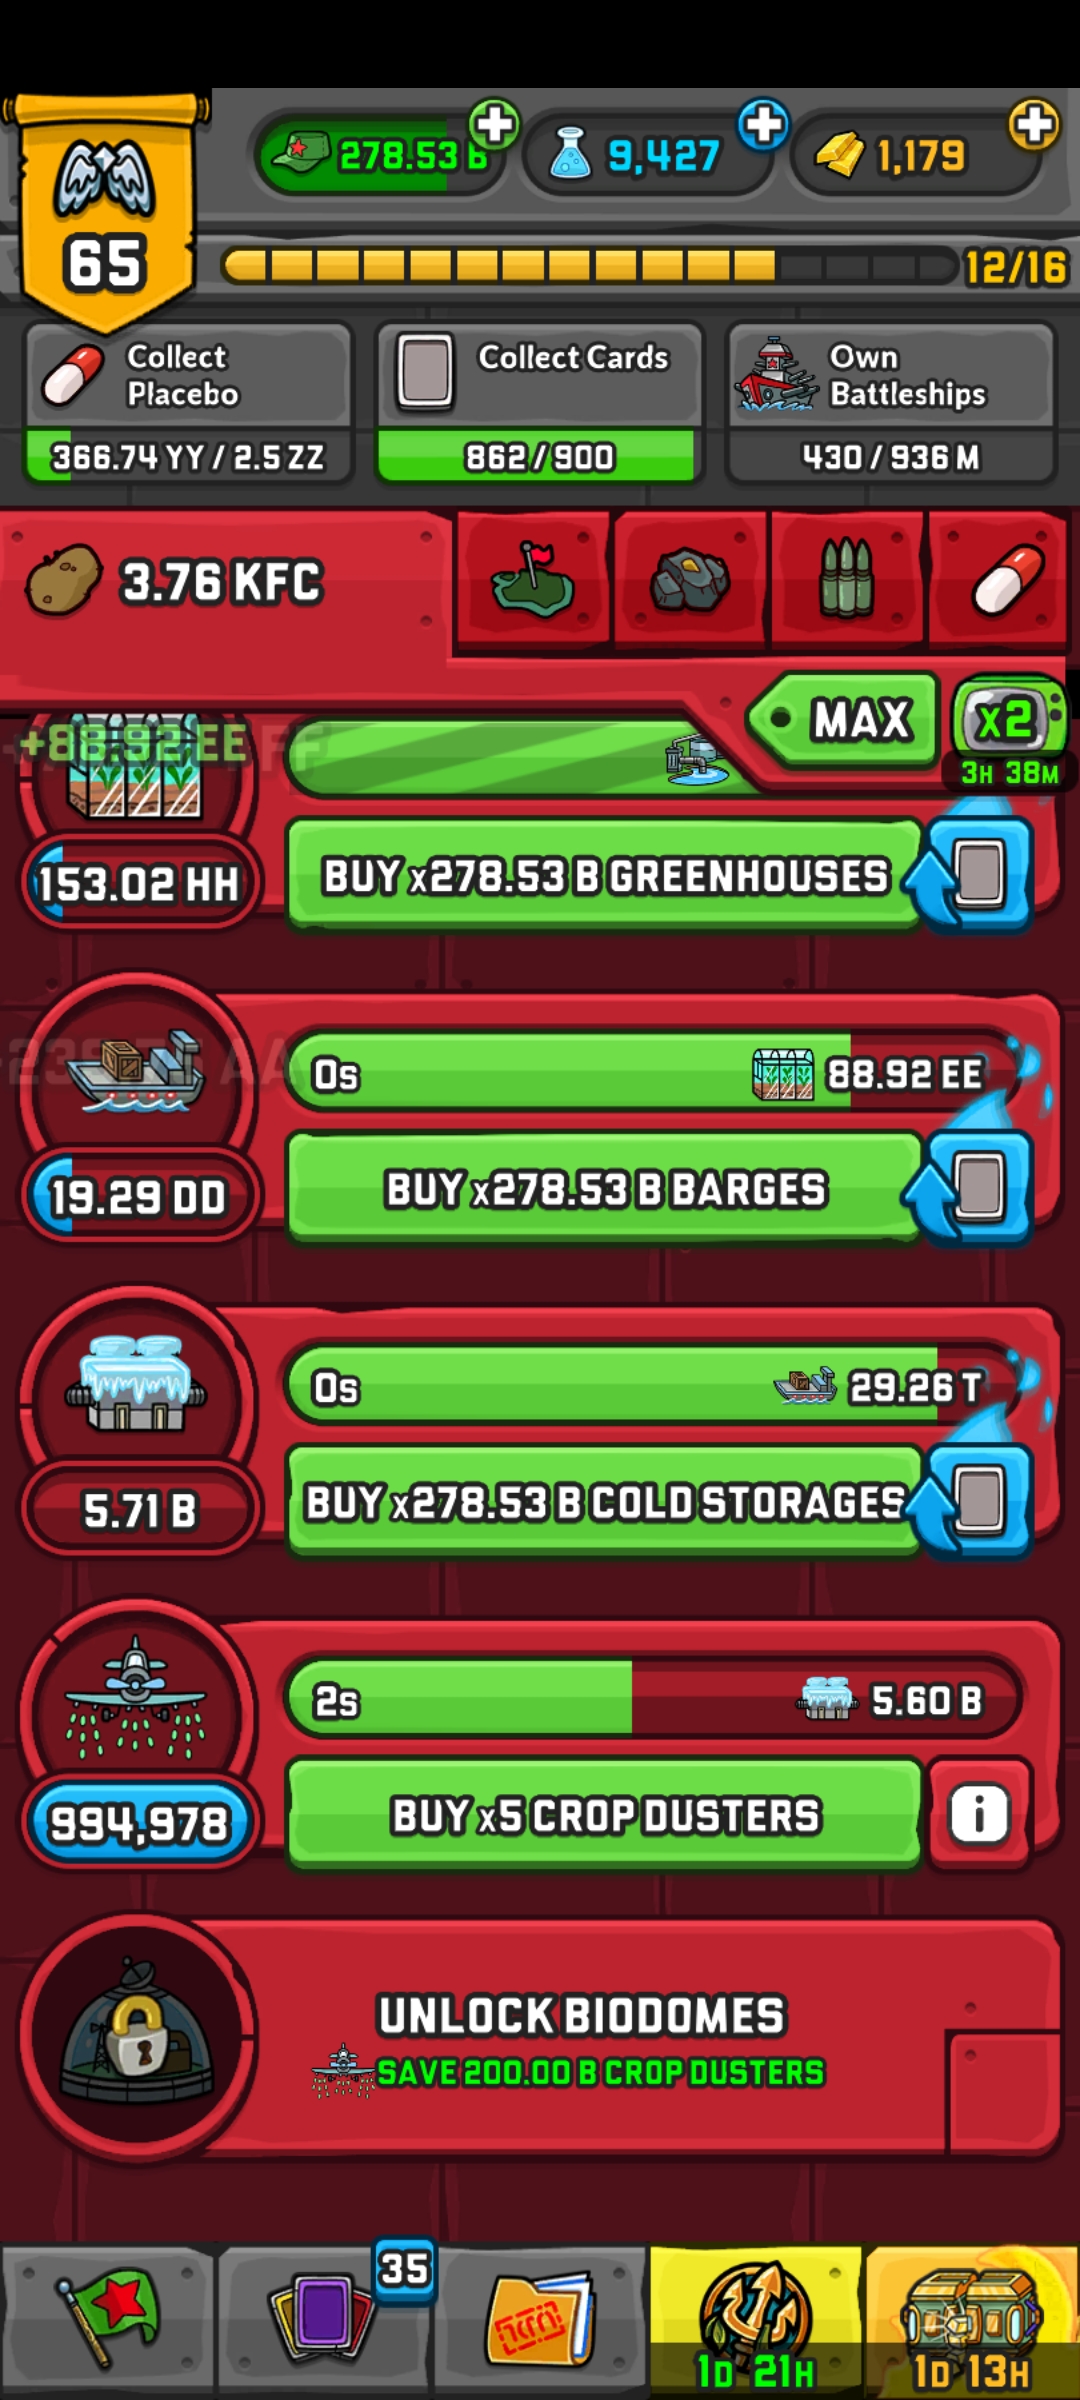 278.53 B
9,427
1,179
65
12/16
Collect
Placebo
366.74 YY / 2.5 ZZ
Collect Cards
862/900
Own
Battleships
430 / 936 M
3.76 KFC
MAX
x2
3H 38M
+88.92 EE
153.02 HH
BUY x278.53 B GREENHOUSES
0s
88.92 EE
19.29 DD
BUY x278.53 B BARGES
0s
29.26 T
5.71 B
BUY x278.53 B COLD STORAGES
2s
5.60 B
994,978
BUY x5 CROP DUSTERS
i
UNLOCK BIODOMES
SAVE 200.00 B CROP DUSTERS
35
1D 21H
1D 13H